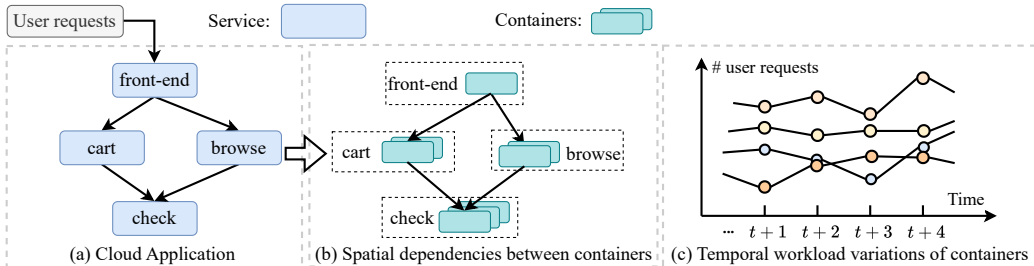 User requests
Service:
Containers:
front-end
cart
browse
check
(a) Cloud Application
front-end
cart
browse
check
(b) Spatial dependencies between containers
# user requests
Time
... t + 1 t + 2 t + 3 t + 4
(c) Temporal workload variations of containers